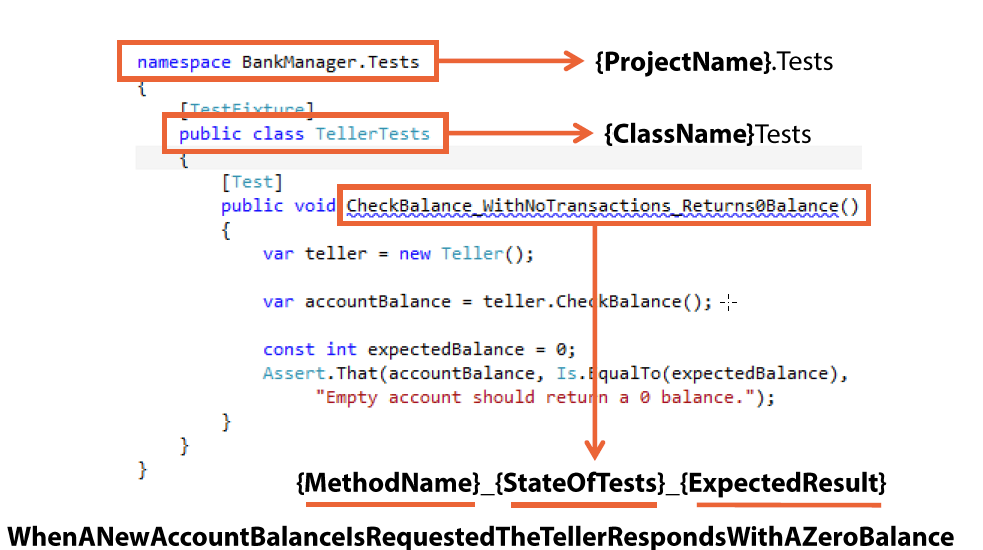 namespace BankManager.Tests {ProjectName}.Tests
{
[TestFixture]
public class TellerTests {ClassName}Tests
{
[Test]
public void CheckBalance_WithNoTransactions_Returns0Balance()
{
var teller = new Teller();
var accountBalance = teller.CheckBalance();
const int expectedBalance = 0;
Assert.That(accountBalance, Is.EqualTo(expectedBalance),
"Empty account should return a 0 balance.");
}
}
}
{MethodName}_{StateOfTests}_{ExpectedResult}
WhenANewAccountBalanceIsRequestedTheTellerRespondsWithAZeroBalance